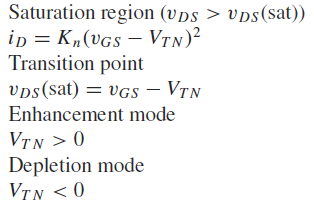 Saturation region (vDS > vDS(sat))
iD = Kn(vGS − VTN)²
Transition point
vDS(sat) = vGS − VTN
Enhancement mode
VTN > 0
Depletion mode
VTN < 0